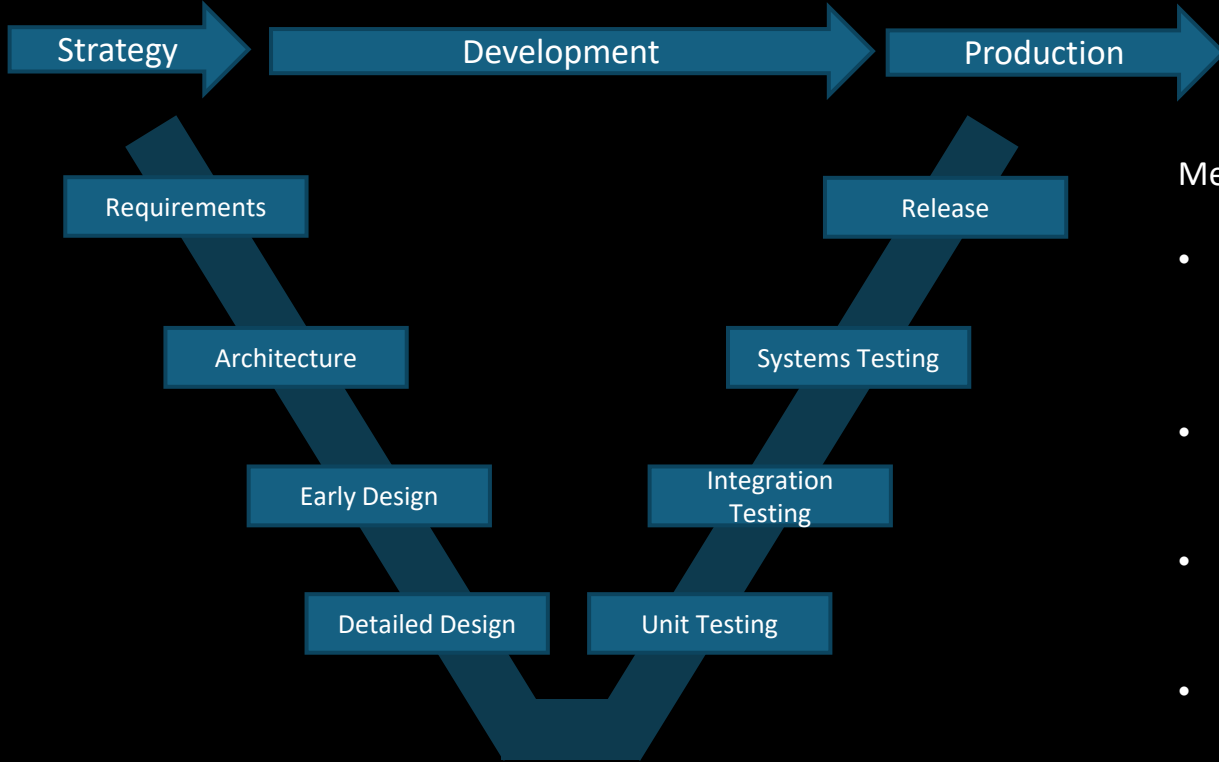 Strategy
Development
Production
Requirements
Release
Architecture
Systems Testing
Early Design
Integration
Testing
Detailed Design
Unit Testing